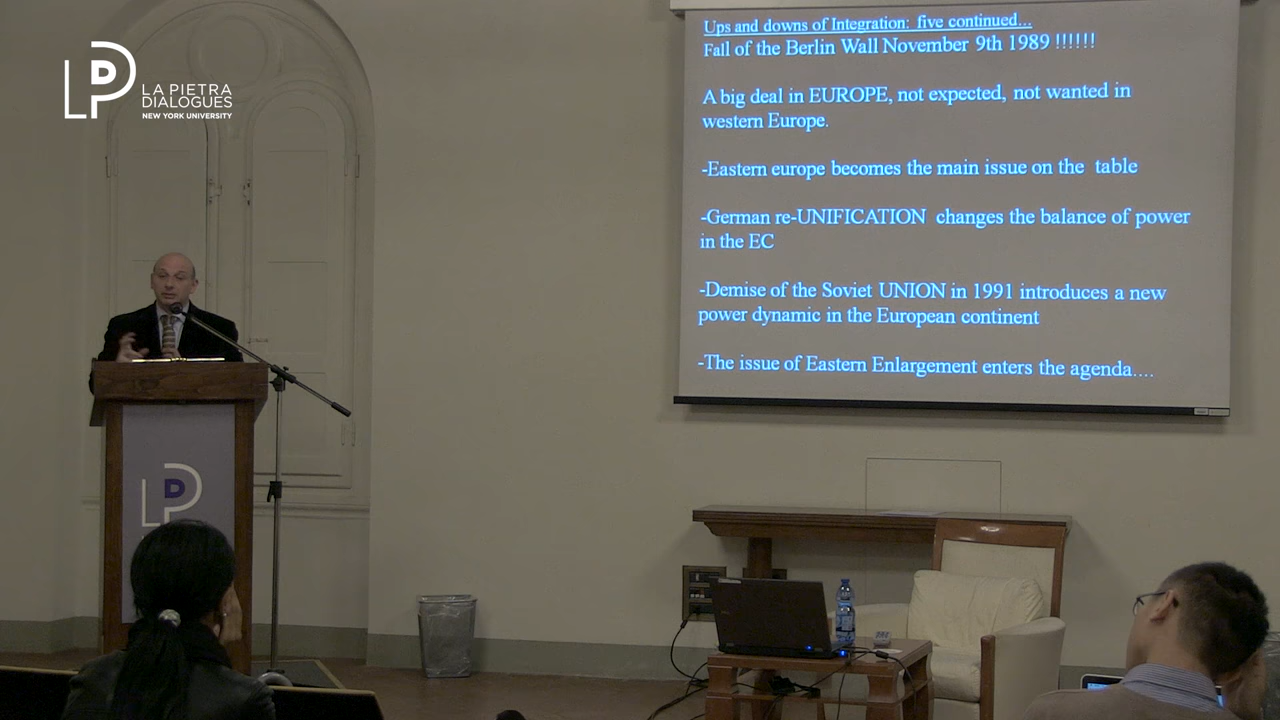 LA PIETRA
DIALOGUES
NEW YORK UNIVERSITY
Ups and downs of Integration: five continued...
Fall of the Berlin Wall November 9th 1989 !!!!!!
A big deal in EUROPE, not expected, not wanted in
western Europe.
-Eastern europe becomes the main issue on the table
-German re-UNIFICATION changes the balance of power
in the EC
-Demise of the Soviet UNION in 1991 introduces a new
power dynamic in the European continent
-The issue of Eastern Enlargement enters the agenda....